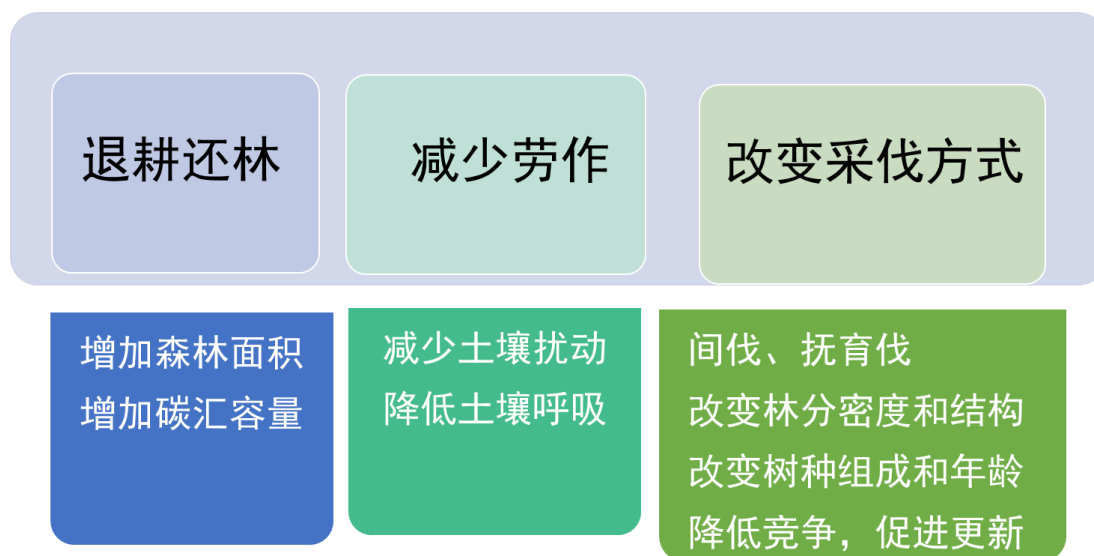 退耕还林
减少劳作
改变采伐方式
增加森林面积
增加碳汇容量
减少土壤扰动
降低土壤呼吸
间伐、抚育伐
改变林分密度和结构
改变树种组成和年龄
降低竞争，促进更新